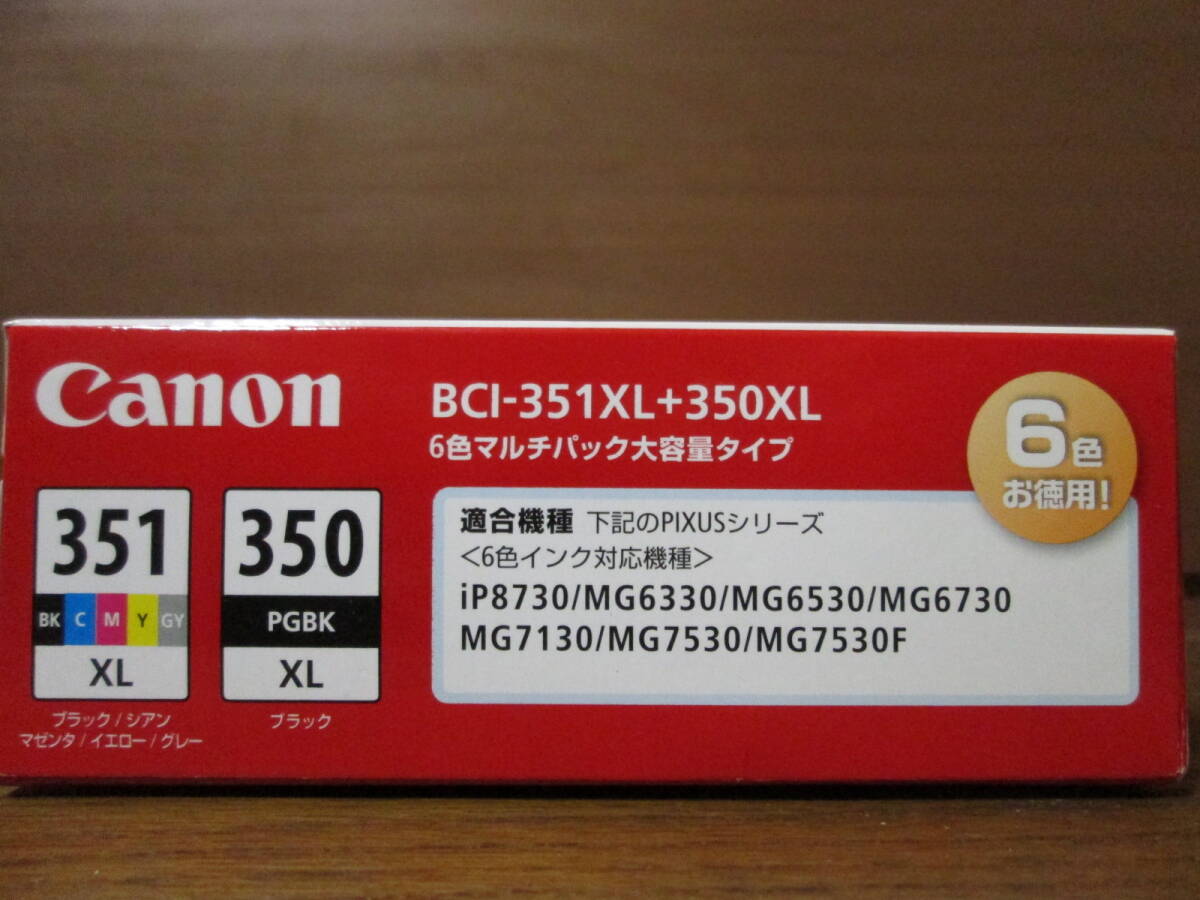 Canon
BCI-351XL+350XL
6色マルチパック大容量タイプ
6色
お徳用!
351
BK C M Y GY
XL
ブラック/シアン
マゼンタ/イエロー/グレー
350
PGBK
XL
ブラック
適合機種 下記のPIXUSシリーズ
<6色インク対応機種>
iP8730/MG6330/MG6530/MG6730
MG7130/MG7530/MG7530F